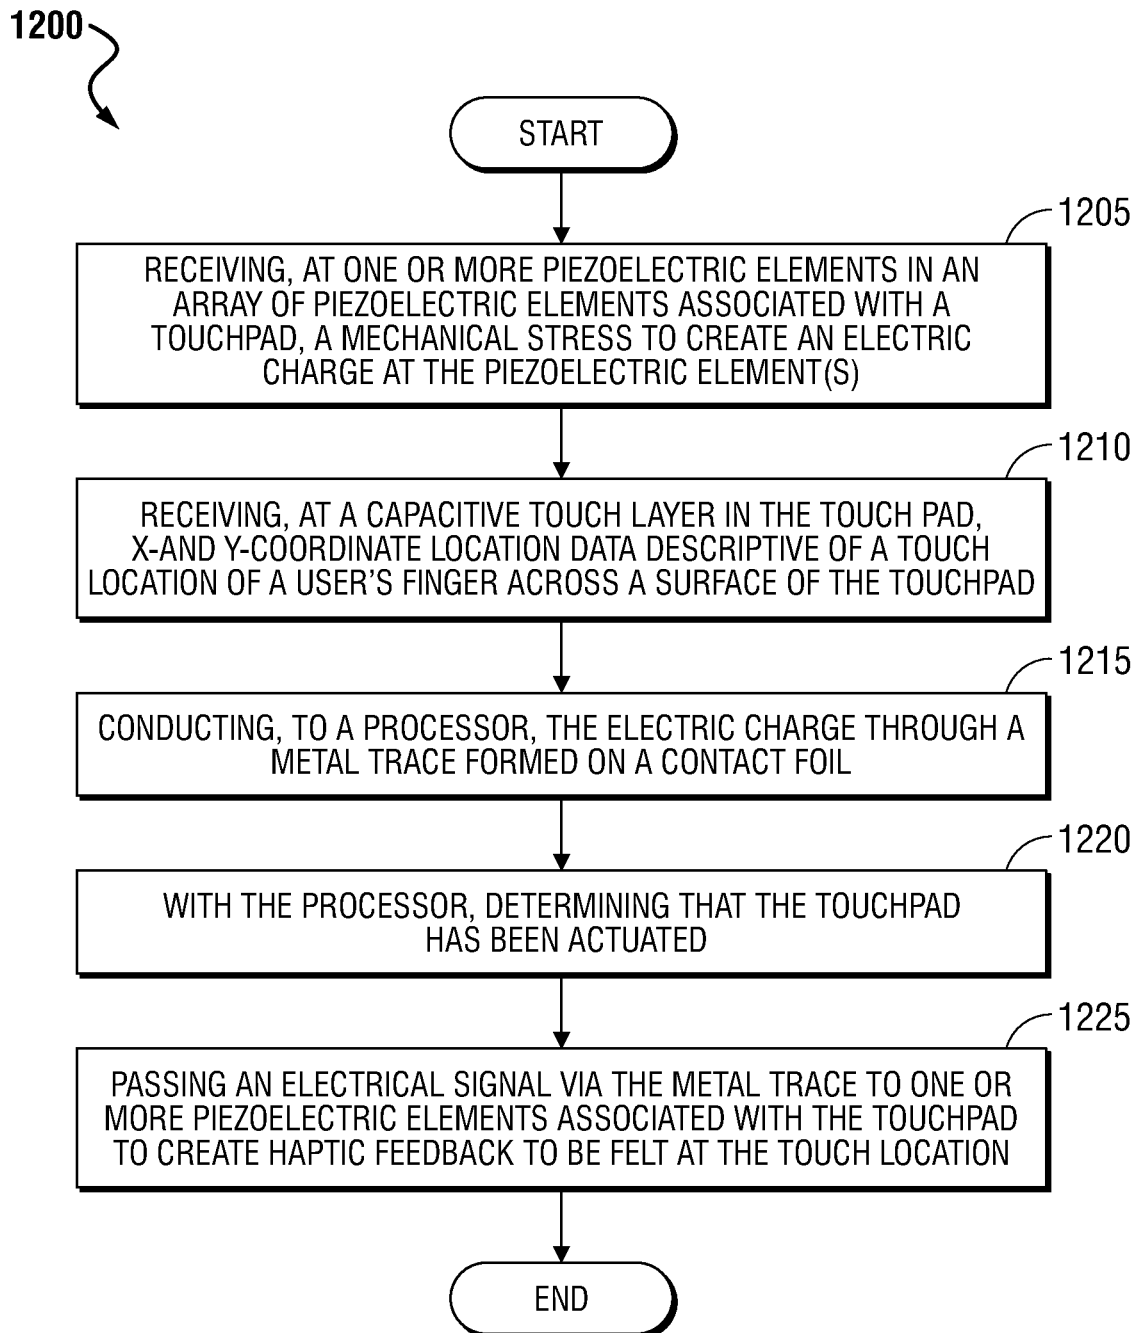 1200
START
1205
RECEIVING, AT ONE OR MORE PIEZOELECTRIC ELEMENTS IN AN
ARRAY OF PIEZOELECTRIC ELEMENTS ASSOCIATED WITH A
TOUCHPAD, A MECHANICAL STRESS TO CREATE AN ELECTRIC
CHARGE AT THE PIEZOELECTRIC ELEMENT(S)
1210
RECEIVING, AT A CAPACITIVE TOUCH LAYER IN THE TOUCH PAD,
X-AND Y-COORDINATE LOCATION DATA DESCRIPTIVE OF A TOUCH
LOCATION OF A USER'S FINGER ACROSS A SURFACE OF THE TOUCHPAD
1215
CONDUCTING, TO A PROCESSOR, THE ELECTRIC CHARGE THROUGH A
METAL TRACE FORMED ON A CONTACT FOIL
1220
WITH THE PROCESSOR, DETERMINING THAT THE TOUCHPAD
HAS BEEN ACTUATED
1225
PASSING AN ELECTRICAL SIGNAL VIA THE METAL TRACE TO ONE OR
MORE PIEZOELECTRIC ELEMENTS ASSOCIATED WITH THE TOUCHPAD
TO CREATE HAPTIC FEEDBACK TO BE FELT AT THE TOUCH LOCATION
END